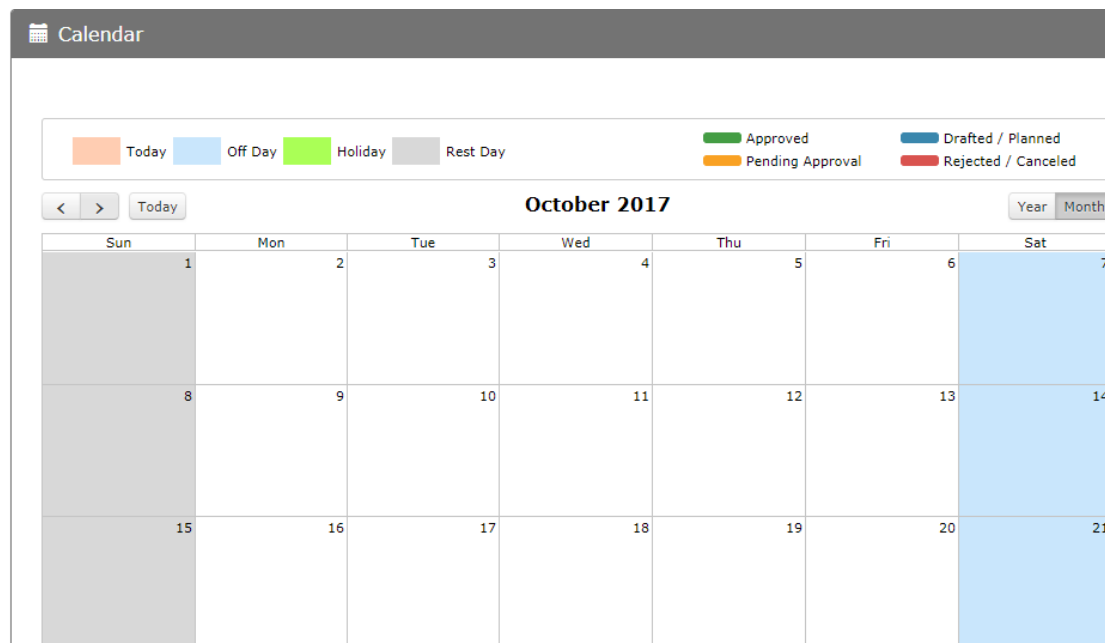 Calendar
Today Off Day Holiday Rest Day Approved Drafted / Planned
Pending Approval Rejected / Canceled
< > Today October 2017 Year Month
Sun Mon Tue Wed Thu Fri Sat
1 2 3 4 5 6 7
8 9 10 11 12 13 14
15 16 17 18 19 20 21